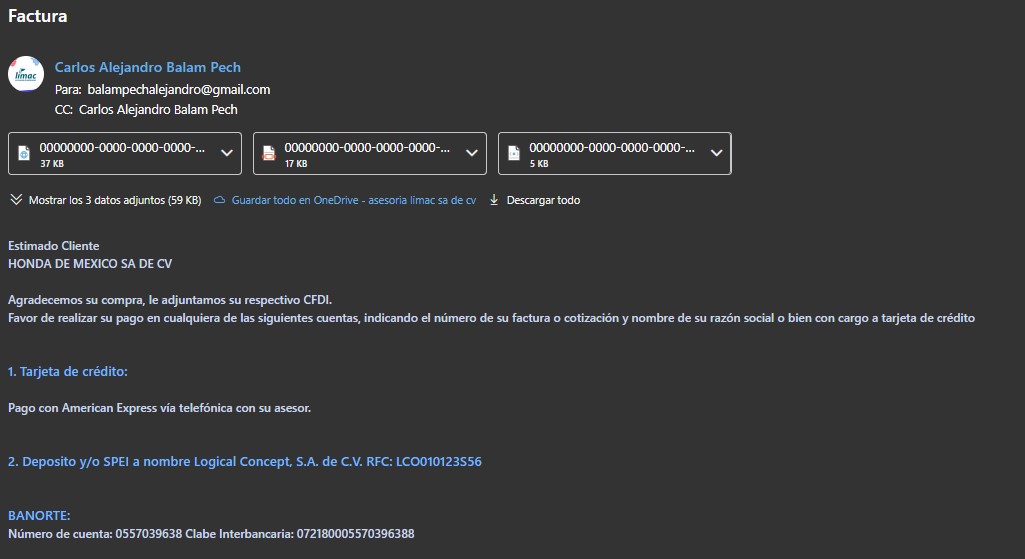 Factura
limac
Carlos Alejandro Balam Pech
Para: balampechalejandro@gmail.com
CC: Carlos Alejandro Balam Pech
00000000-0000-0000-0000-...
37 KB
00000000-0000-0000-0000-...
17 KB
00000000-0000-0000-0000-...
5 KB
Mostrar los 3 datos adjuntos (59 KB) Guardar todo en OneDrive - asesoria limac sa de cv Descargar todo
Estimado Cliente
HONDA DE MEXICO SA DE CV
Agradecemos su compra, le adjuntamos su respectivo CFDI.
Favor de realizar su pago en cualquiera de las siguientes cuentas, indicando el número de su factura o cotización y nombre de su razón social o bien con cargo a tarjeta de crédito
1. Tarjeta de crédito:
Pago con American Express vía telefónica con su asesor.
2. Deposito y/o SPEI a nombre Logical Concept, S.A. de C.V. RFC: LCO010123S56
BANORTE:
Número de cuenta: 0557039638 Clabe Interbancaria: 072180005570396388